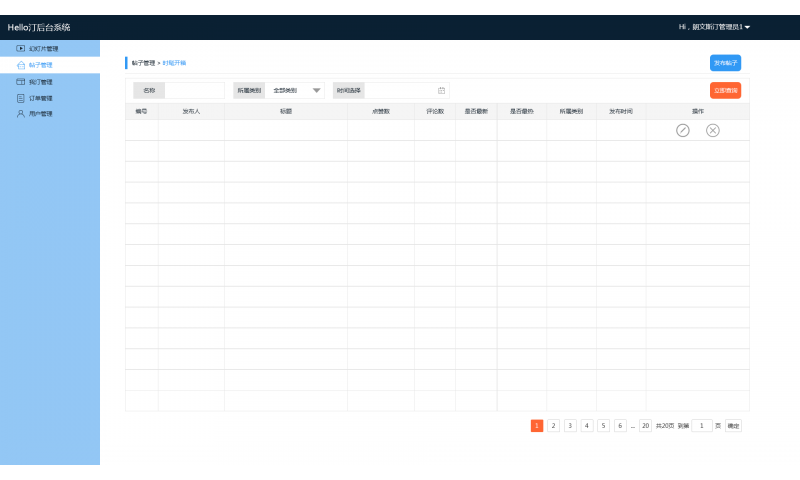 Hello汀后台系统
Hi，朗文斯汀管理员1
幻灯片管理
帖子管理
我汀管理
订单管理
用户管理
帖子管理 > 时髦开箱
发布帖子
名称
所属类别 全部类别
时间选择
立即查询
编号 发布人 标题 点赞数 评论数 是否最新 是否最热 所属类别 发布时间 操作
1 2 3 4 5 6 ... 20 共20页 到第 1 页 确定